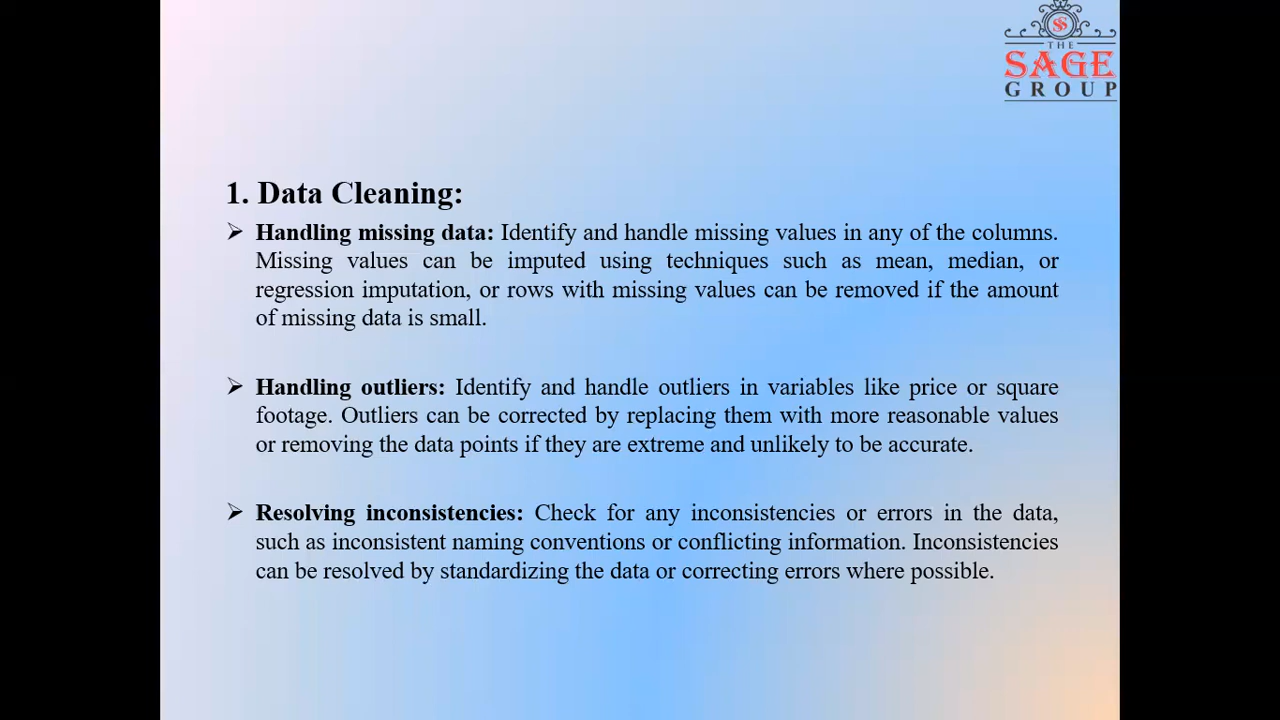 THE
SAGE
GROUP
1. Data Cleaning:
➢ Handling missing data: Identify and handle missing values in any of the columns.
Missing values can be imputed using techniques such as mean, median, or
regression imputation, or rows with missing values can be removed if the amount
of missing data is small.
➢ Handling outliers: Identify and handle outliers in variables like price or square
footage. Outliers can be corrected by replacing them with more reasonable values
or removing the data points if they are extreme and unlikely to be accurate.
➢ Resolving inconsistencies: Check for any inconsistencies or errors in the data,
such as inconsistent naming conventions or conflicting information. Inconsistencies
can be resolved by standardizing the data or correcting errors where possible.